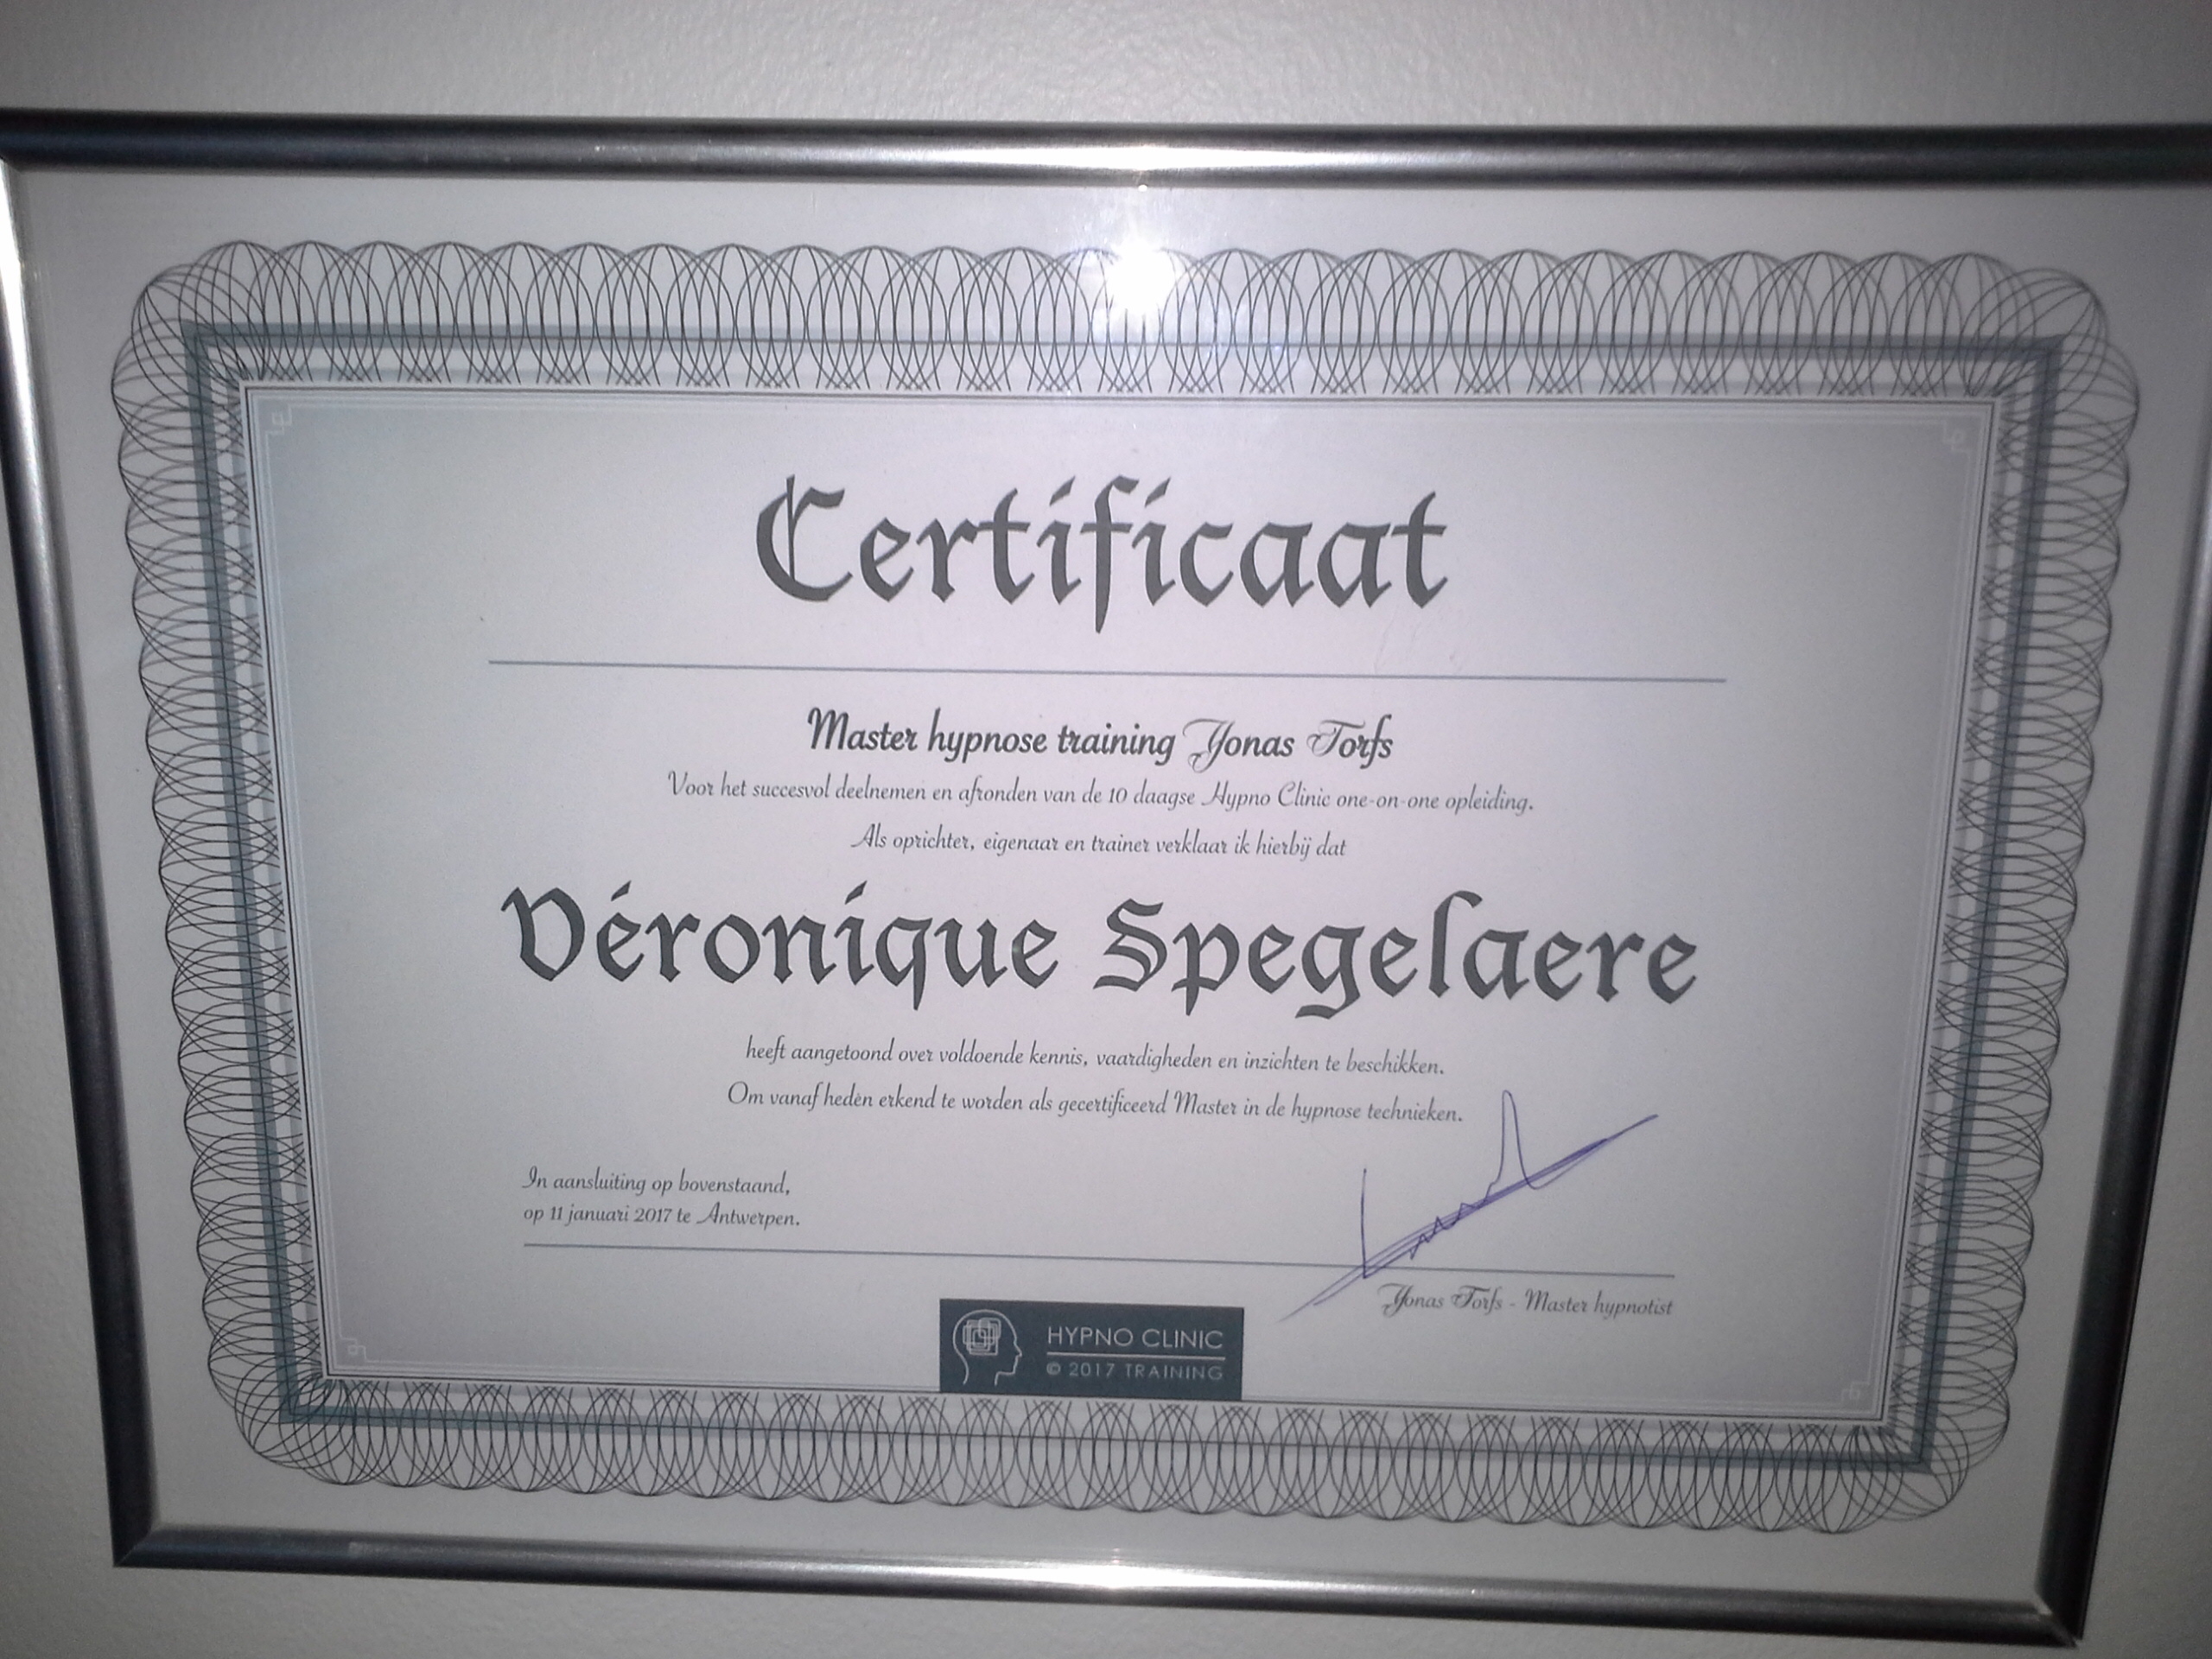 Certificaat
Master hypnose training Yonas Torfs
Voor het succesvol deelnemen en afronden van de 10 daagse Hypno Clinic one-on-one opleiding.
Als oprichter, eigenaar en trainer verklaar ik hierbij dat
Véronique Spegelaere
heeft aangetoond over voldoende kennis, vaardigheden en inzichten te beschikken.
Om vanaf heden erkend te worden als gecertificeerd Master in de hypnose technieken.
In aansluiting op bovenstaand,
op 11 januari 2017 te Antwerpen.
Yonas Torfs - Master hypnotist
HYPNO CLINIC
© 2017 TRAINING